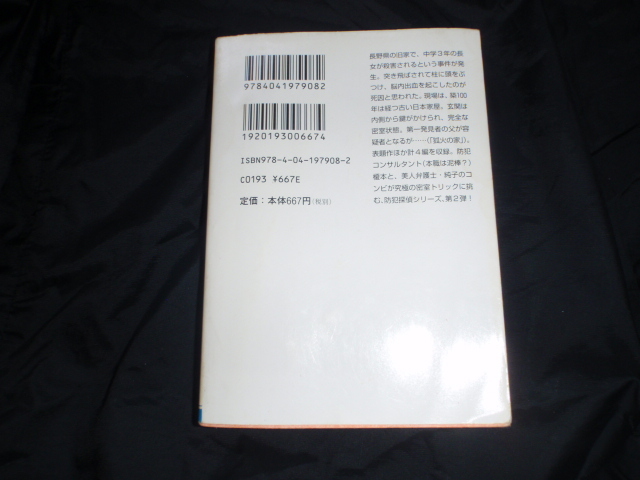 9784041979082
1920193006674
ISBN978-4-04-197908-2
C0193 ¥667E
定価:本体667円(税別)
長野県の旧家で、中学3年の長
女が殺害されるという事件が発
生。突き飛ばされて柱に頭をぶ
つけ、脳内出血を起こしたのが
死因と思われた。現場は、築100
年は経つ古い日本家屋。玄関は
内側から鍵がかけられ、完全な
密室状態。第一発見者の父が容
疑者となるが……(「狐火の家」)。
表題作ほか計4編を収録。防犯
コンサルタント(本職は泥棒?)
榎本と、美人弁護士・純子のコ
ンビが究極の密室トリックに挑
む、防犯探偵シリーズ、第2弾!